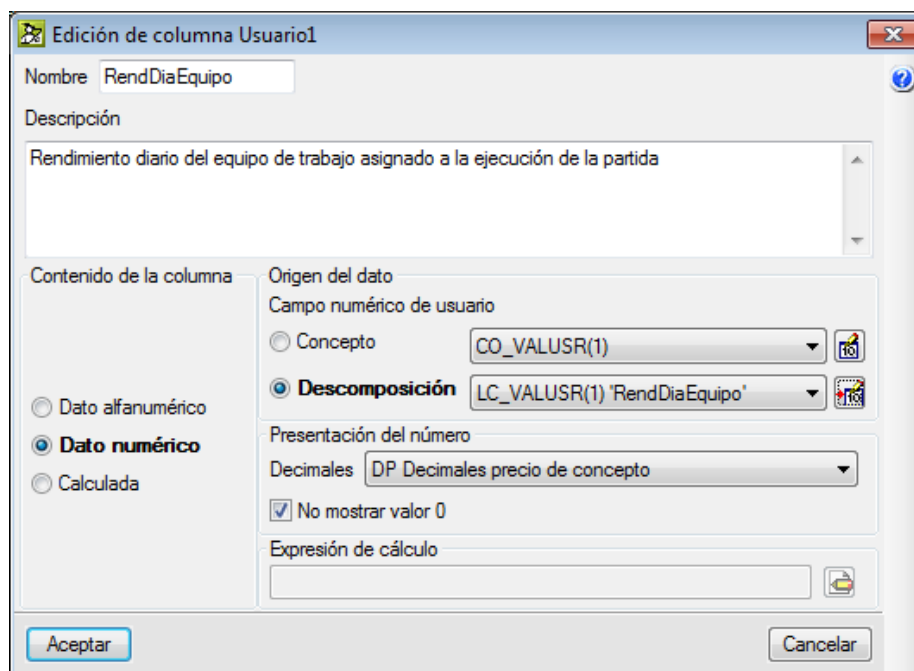 Edición de columna Usuario1
Nombre RendDiaEquipo
Descripción
Rendimiento diario del equipo de trabajo asignado a la ejecución de la partida
Contenido de la columna
Dato alfanumérico
Dato numérico
Calculada
Origen del dato
Campo numérico de usuario
Concepto CO_VALUSR(1)
Descomposición LC_VALUSR(1) 'RendDiaEquipo'
Presentación del número
Decimales DP Decimales precio de concepto
No mostrar valor 0
Expresión de cálculo
Aceptar Cancelar